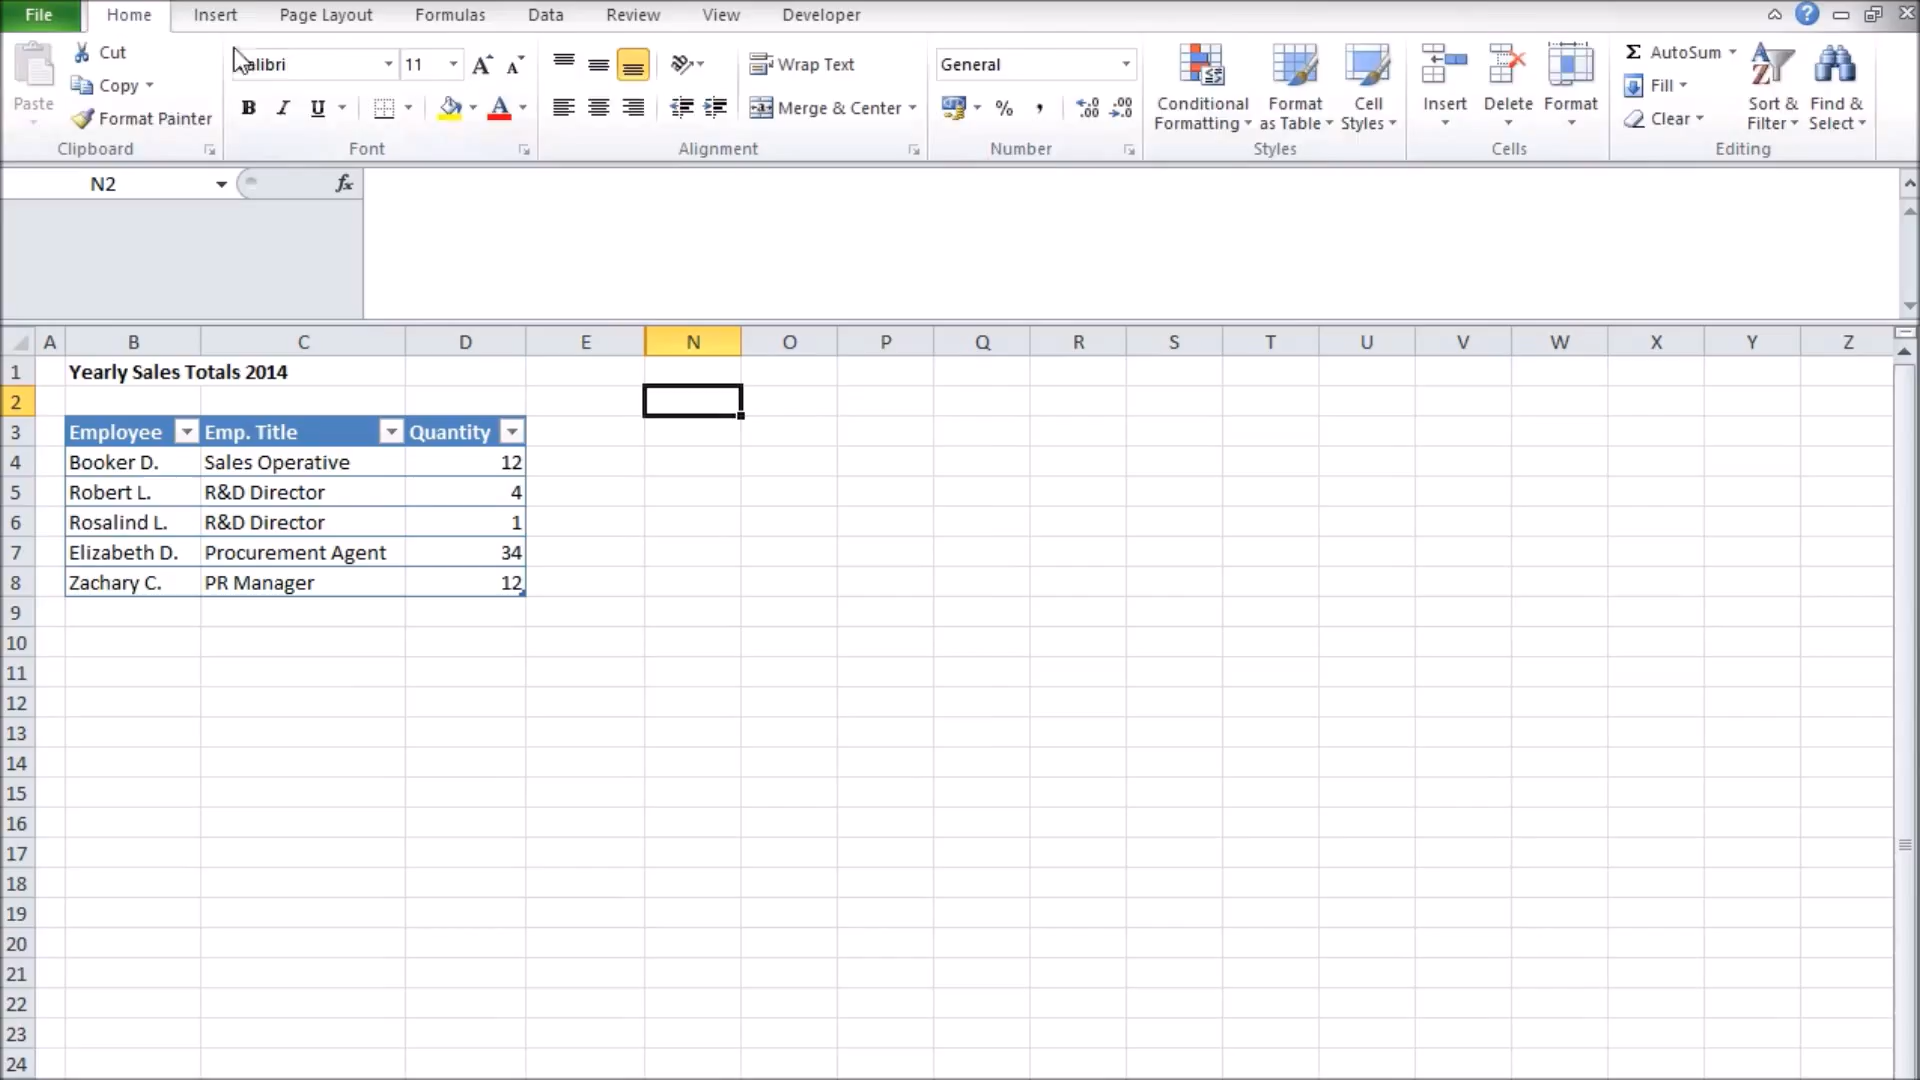 File Home Insert Page Layout Formulas Data Review View Developer
Cut
Copy
Format Painter
Paste
Clipboard
alibri 11
B I U
Font
Wrap Text
Merge & Center
Alignment
General
% ,
Number
Conditional Formatting
Format as Table
Cell Styles
Styles
Insert Delete Format
Cells
Σ AutoSum
Fill
Clear
Sort & Filter
Find & Select
Editing
N2 fx
A B C D E N O P Q R S T U V W X Y Z
1 Yearly Sales Totals 2014
2
3 Employee Emp. Title Quantity
4 Booker D. Sales Operative 12
5 Robert L. R&D Director 4
6 Rosalind L. R&D Director 1
7 Elizabeth D. Procurement Agent 34
8 Zachary C. PR Manager 12
9
10
11
12
13
14
15
16
17
18
19
20
21
22
23
24